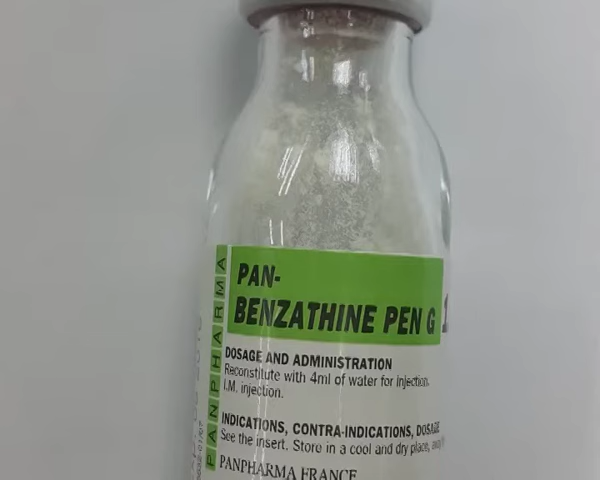 PAN-
BENZATHINE PEN G
PANPHARMA
DOSAGE AND ADMINISTRATION
Reconstitute with 4ml of water for Injection.
I.M. injection.
INDICATIONS, CONTRA-INDICATIONS, DOSAGE
See the insert. Store in a cool and dry place,
PANPHARMA FRANCE